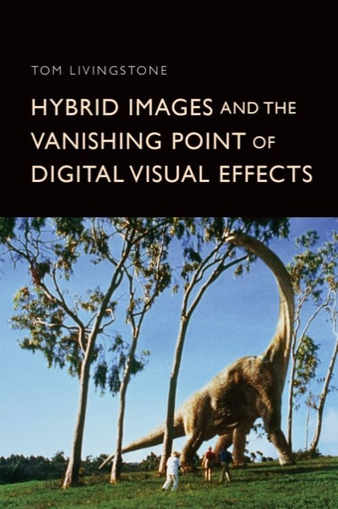 TOM LIVINGSTONE
HYBRID IMAGES AND THE
VANISHING POINT OF
DIGITAL VISUAL EFFECTS